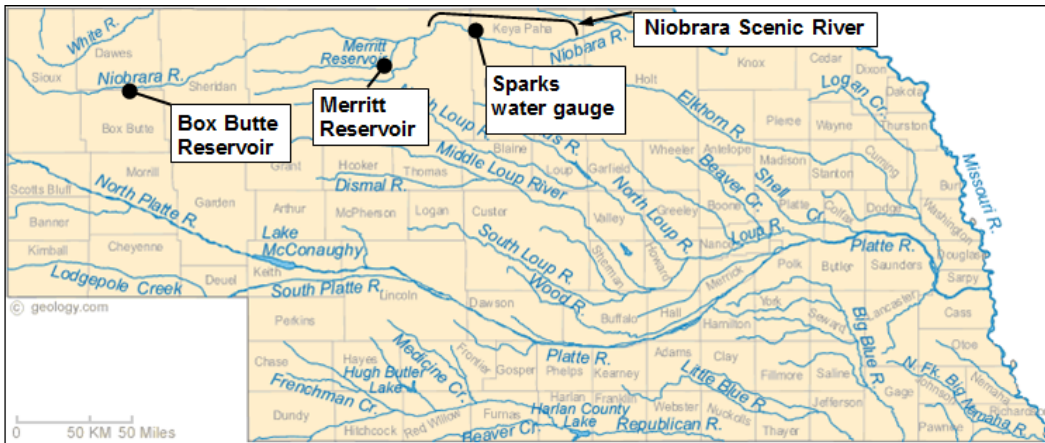 Niobrara Scenic River
White R.
Dawes
Keya Paha
Merritt
Reservoir
Niobara R.
Knox
Cedar
Dixon
Sioux
Niobrara R.
Sheridan
Holt
Logan Cr.
Dakota
Sparks
water gauge
Merritt
Reservoir
Box Butte
Reservoir
Box Butte
Elkhorn R.
Pierce
Wayne
Thurston
Missouri R.
Blaine
Loup
Garfield
Wheeler
Antelope
Madison
Stanton
Cuming
Morrill
Grant
Hooker
Thomas
Middle Loup River
Beaver Cr.
Shell
Cr.
Scotts Bluff
North Platte R.
Garden
Dismal R.
North Loup R.
Boone
Platte
Colfax
Dodge
Washington
Banner
Arthur
McPherson
Logan
Custer
Valley
Greeley
Loup R.
Kimball
Cheyenne
Lake
McConaughy
South Loup R.
Sherman
Howard
Platte R.
Douglas
Lodgepole Creek
Deuel
Keith
Wood R.
Merrick
Polk
Butler
Saunders
Sarpy
© geology.com
South Platte R.
Lincoln
Dawson
Buffalo
Hall
Hamilton
York
Seward
Lancaster
Cass
Perkins
Big Blue R.
Otoe
0
50 KM
50 Miles
Chase
Hayes
Medicine Cr.
Frontier
Gosper
Platte R.
Phelps
Kearney
Adams
Clay
Fillmore
Saline
N. Fk. Big Nemaha R.
Nemaha
Hugh Butler
Lake
Frenchman Cr.
Harlan
Franklin
Little Blue R.
Gage
Johnson
Richardson
Dundy
Hitchcock
Red Willow
Furnas
Harlan County
Lake
Webster
Nuckolls
Jefferson
Pawnee
Beaver Cr.
Republican R.
Thayer